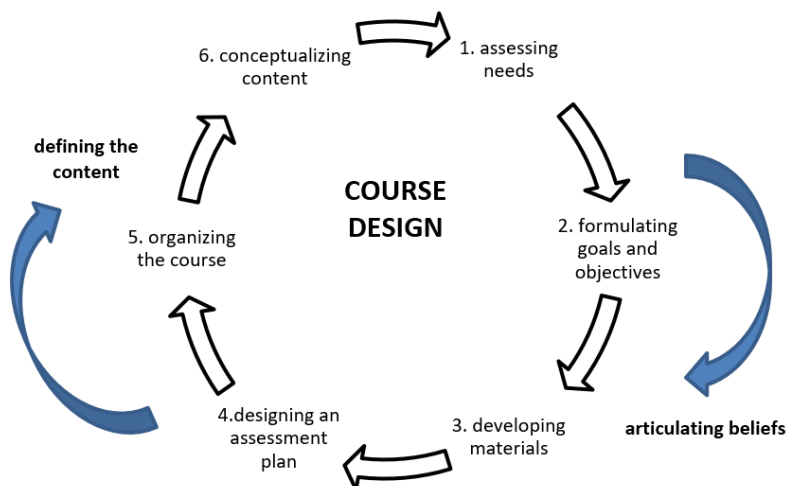 6. conceptualizing
content
1. assessing
needs
defining the
content
COURSE
DESIGN
5. organizing
the course
2. formulating
goals and
objectives
4.designing an
assessment
plan
3. developing
materials
articulating beliefs